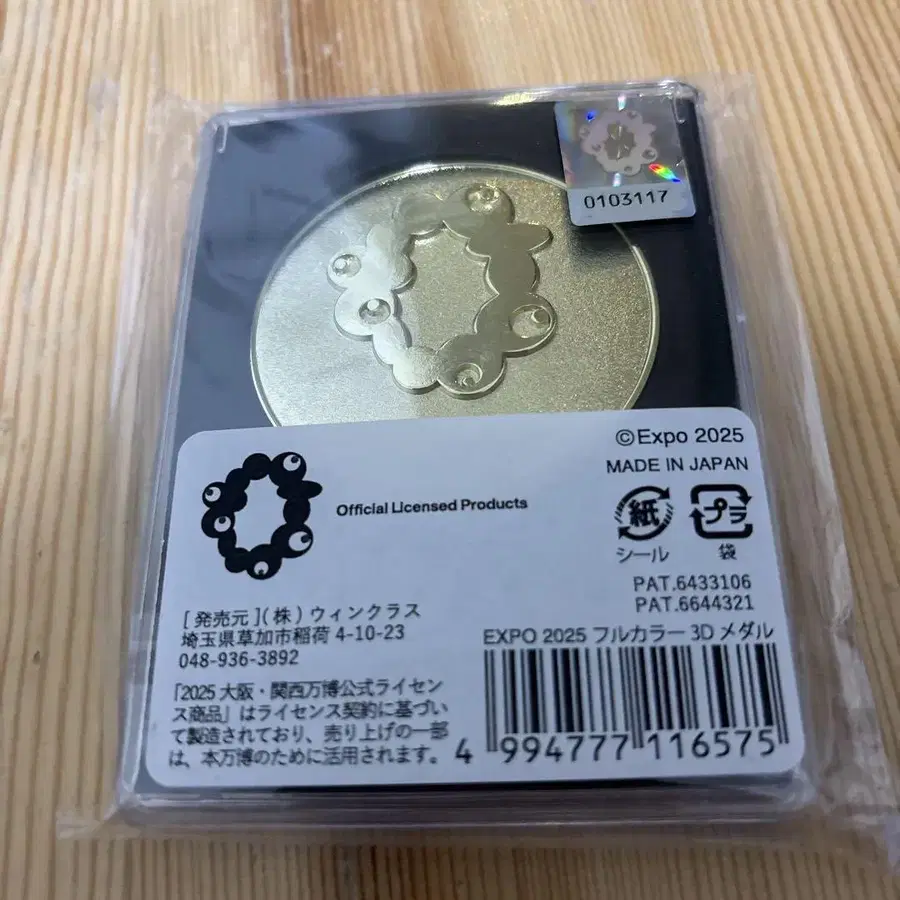 0103117
©Expo 2025
MADE IN JAPAN
Official Licensed Products
紙
プラ
シール
袋
PAT.6433106
PAT.6644321
[発売元](株)ウィンクラス
埼玉県草加市稲荷 4-10-23
048-936-3892
EXPO 2025 フルカラー 3D メダル
「2025 大阪・関西万博公式ライセン
ス商品」はライセンス契約に基づい
て製造されており、売り上げの一部
は、本万博のために活用されます。
4 994777 116575